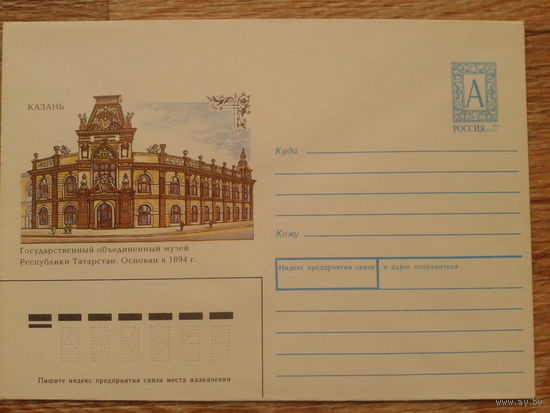 КАЗАНЬ
А
РОССИЯ
Куда
Государственный объединенный музей
Республики Татарстан. Основан в 1894 г.
Кому
Индекс предприятия связи и адрес отправителя
Пишите индекс предприятия связи места назначения
www.ay.by